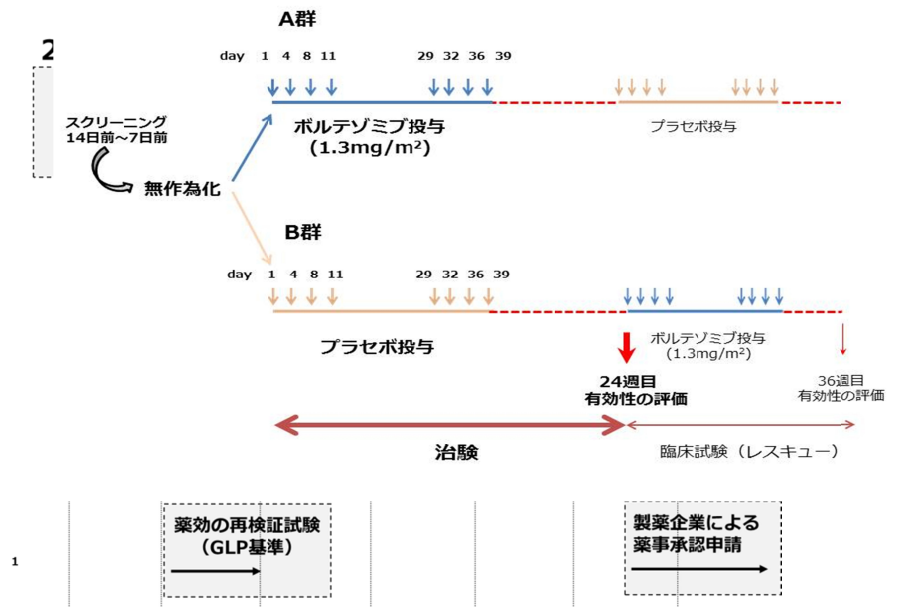 A群
2
day 1 4 8 11 29 32 36 39
スクリーニング
14日前～7日前
ボルテゾミブ投与
(1.3mg/m²)
プラセボ投与
無作為化
B群
day 1 4 8 11 29 32 36 39
プラセボ投与
ボルテゾミブ投与
(1.3mg/m²)
24週目
有効性の評価
36週目
有効性の評価
治験
臨床試験（レスキュー）
薬効の再検証試験
（GLP基準）
製薬企業による
薬事承認申請
1